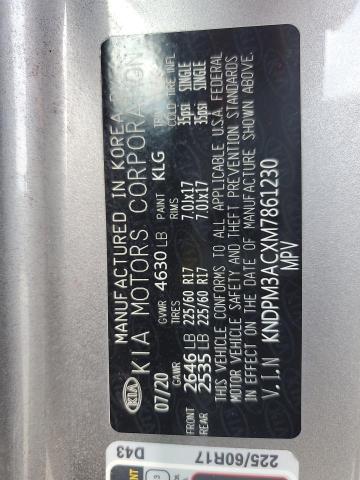 MANUFACTURED IN KOREA
KIA KIA MOTORS CORPORATION
07/20 GVWR 4630 LB PAINT KLG
GAWR TIRES RIMS COLD TIRE INFL
FRONT 2646 LB 225/60 R17 7.0Jx17 35psi SINGLE
REAR 2535 LB 225/60 R17 7.0Jx17 35psi SINGLE
THIS VEHICLE CONFORMS TO ALL APPLICABLE U.S.A. FEDERAL
MOTOR VEHICLE SAFETY AND THEFT PREVENTION STANDARDS
IN EFFECT ON THE DATE OF MANUFACTURE SHOWN ABOVE.
V.I.N KNDPM3ACXM7861230
MPV
D43 225/60R17